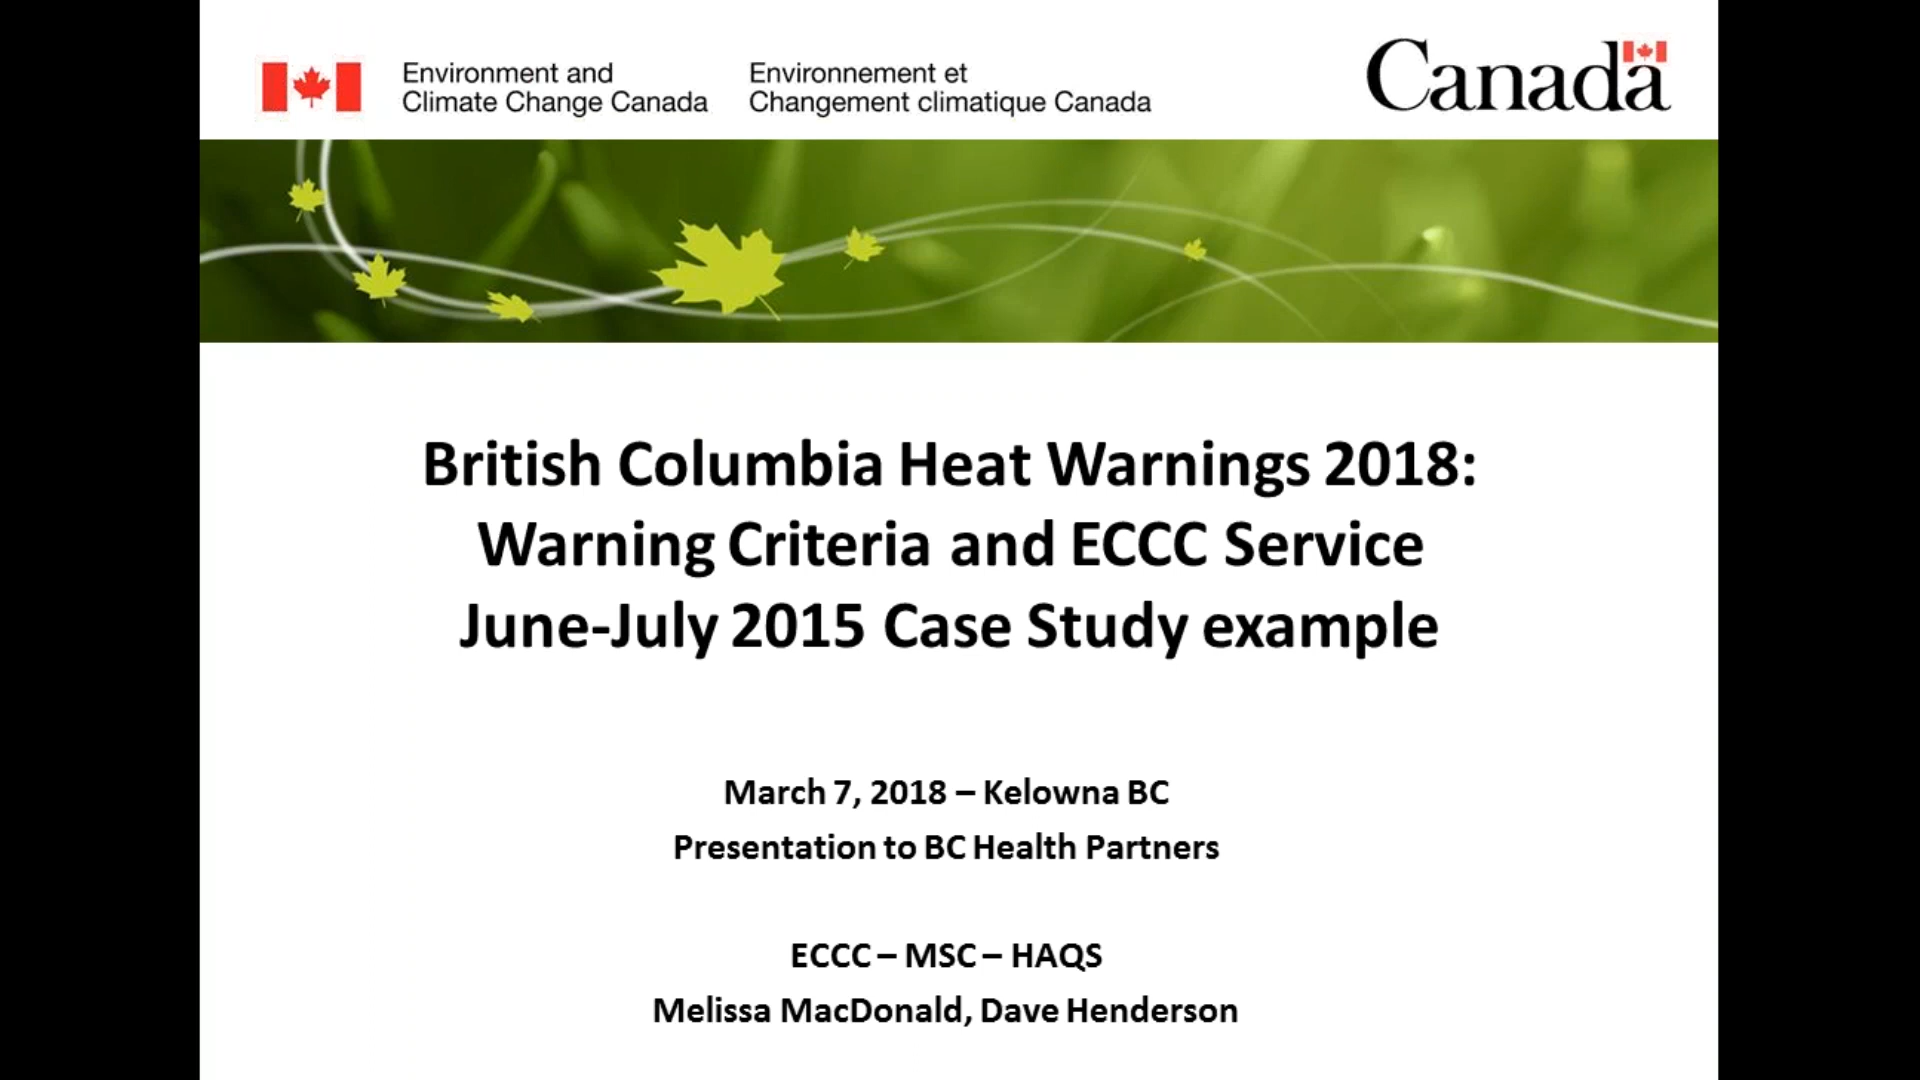 Environment and
Climate Change Canada
Environnement et
Changement climatique Canada
Canada
British Columbia Heat Warnings 2018:
Warning Criteria and ECCC Service
June-July 2015 Case Study example
March 7, 2018 – Kelowna BC
Presentation to BC Health Partners
ECCC – MSC – HAQS
Melissa MacDonald, Dave Henderson